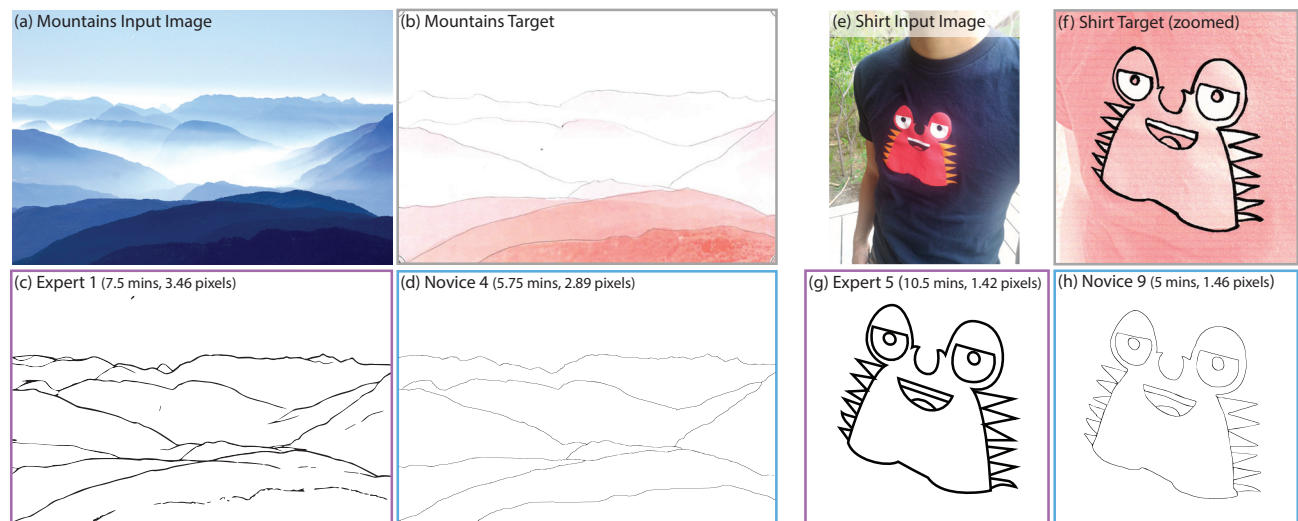 (a) Mountains Input Image
(b) Mountains Target
(e) Shirt Input Image
(f) Shirt Target (zoomed)
(c) Expert 1 (7.5 mins, 3.46 pixels)
(d) Novice 4 (5.75 mins, 2.89 pixels)
(g) Expert 5 (10.5 mins, 1.42 pixels)
(h) Novice 9 (5 mins, 1.46 pixels)